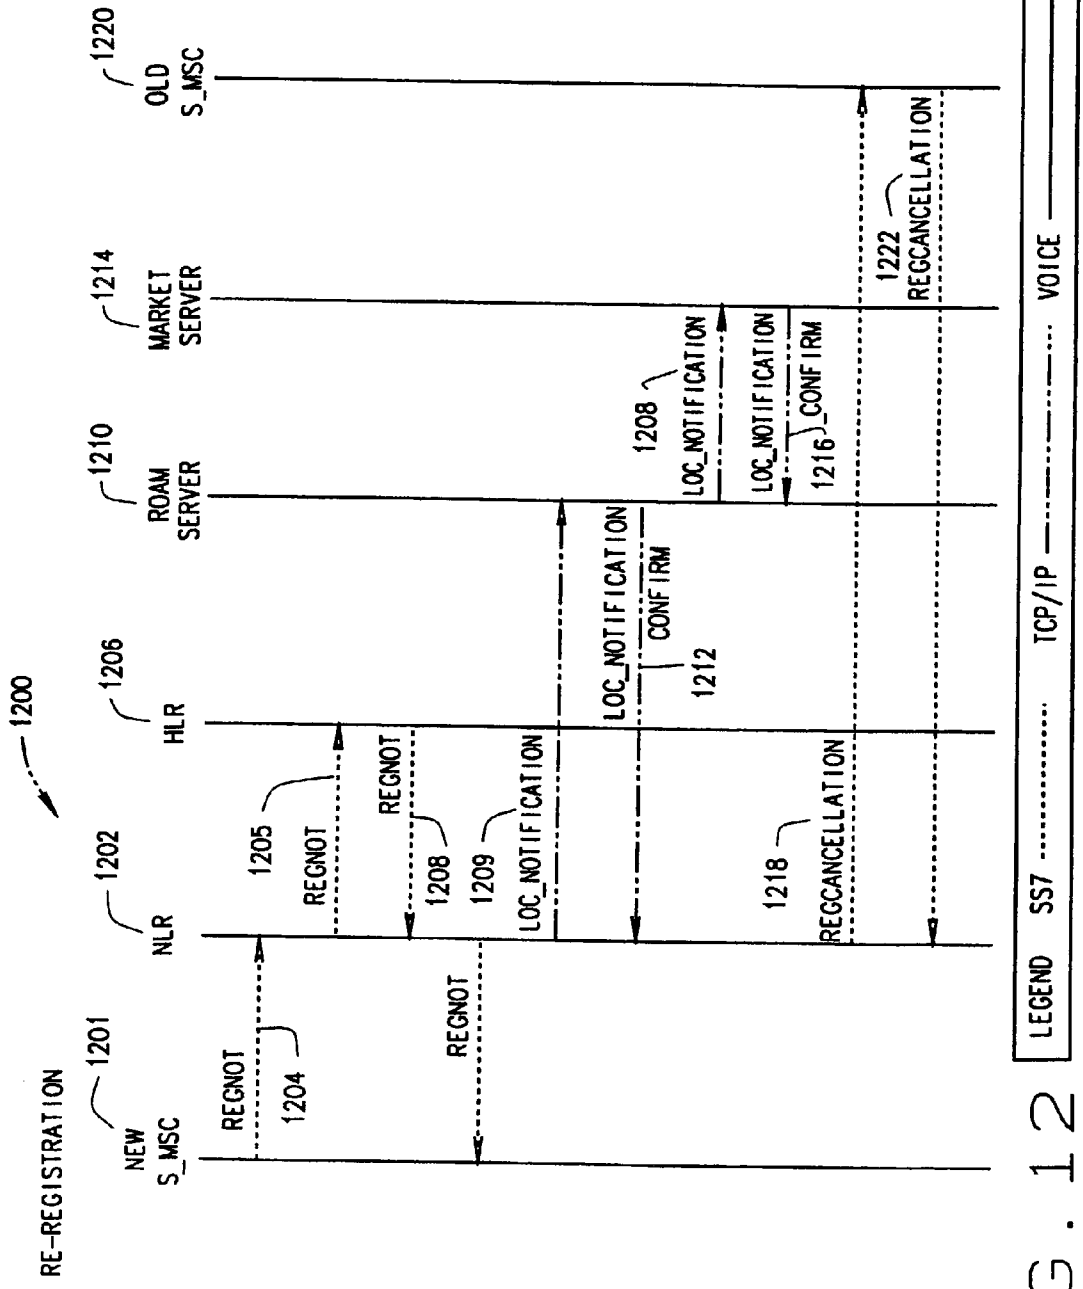 RE-REGISTRATION
1200
1201
1202
1206
1210
1214
1220
NEW
S_MSC
NLR
HLR
ROAM
SERVER
MARKET
SERVER
OLD
S_MSC
REGNOT
1204
REGNOT
1205
REGNOT
1208
REGNOT
1209
LOC_NOTIFICATION
LOC_NOTIFICATION
CONFIRM
1212
1208
LOC_NOTIFICATION
LOC_NOTIFICATION
_CONFIRM
1216
1218
REGCANCELLATION
1222
REGCANCELLATION
LEGEND SS7 TCP/IP VOICE
G. 12